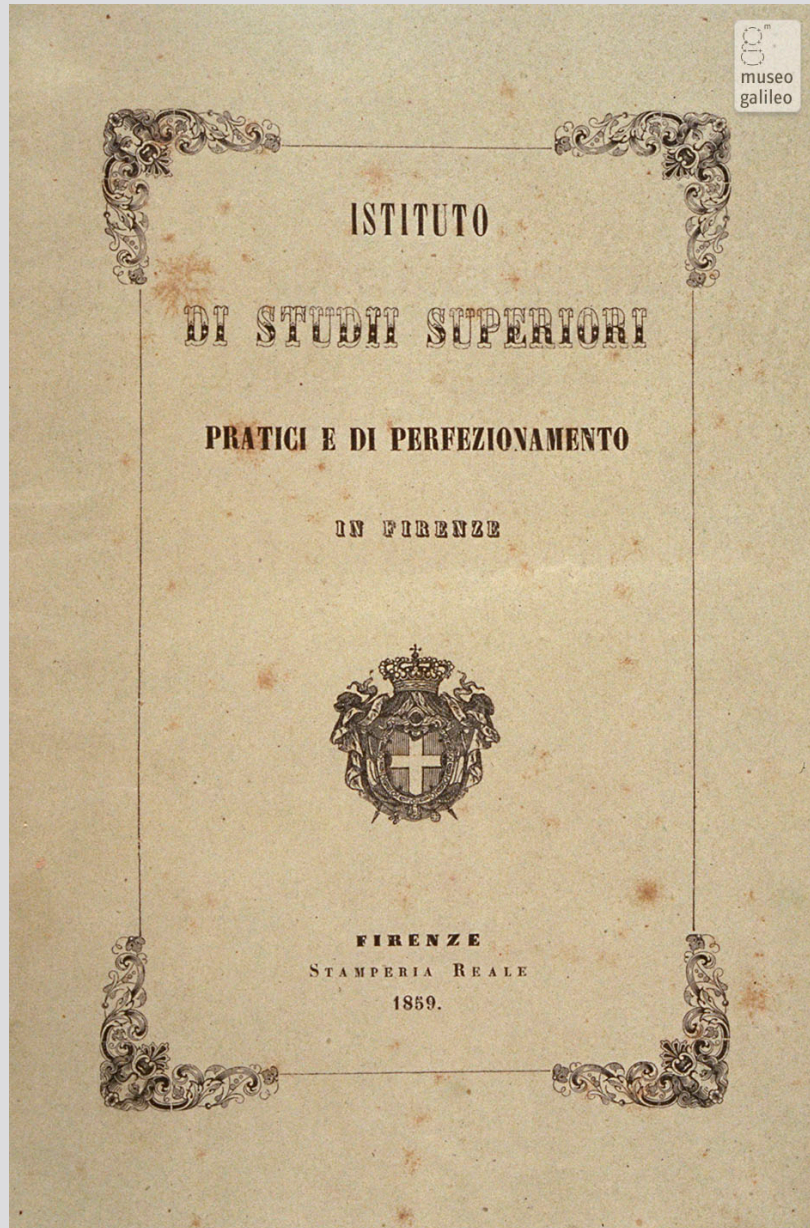 museo
galileo
ISTITUTO
DI STUDII SUPERIORI
PRATICI E DI PERFEZIONAMENTO
IN FIRENZE
FIRENZE
STAMPERIA REALE
1859.